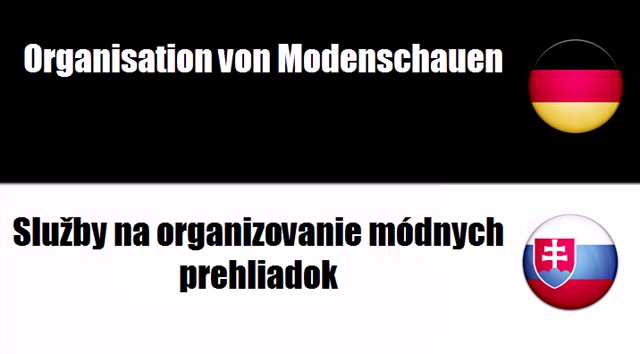 Organisation von Modenschauen
Služby na organizovanie módnych
prehliadok